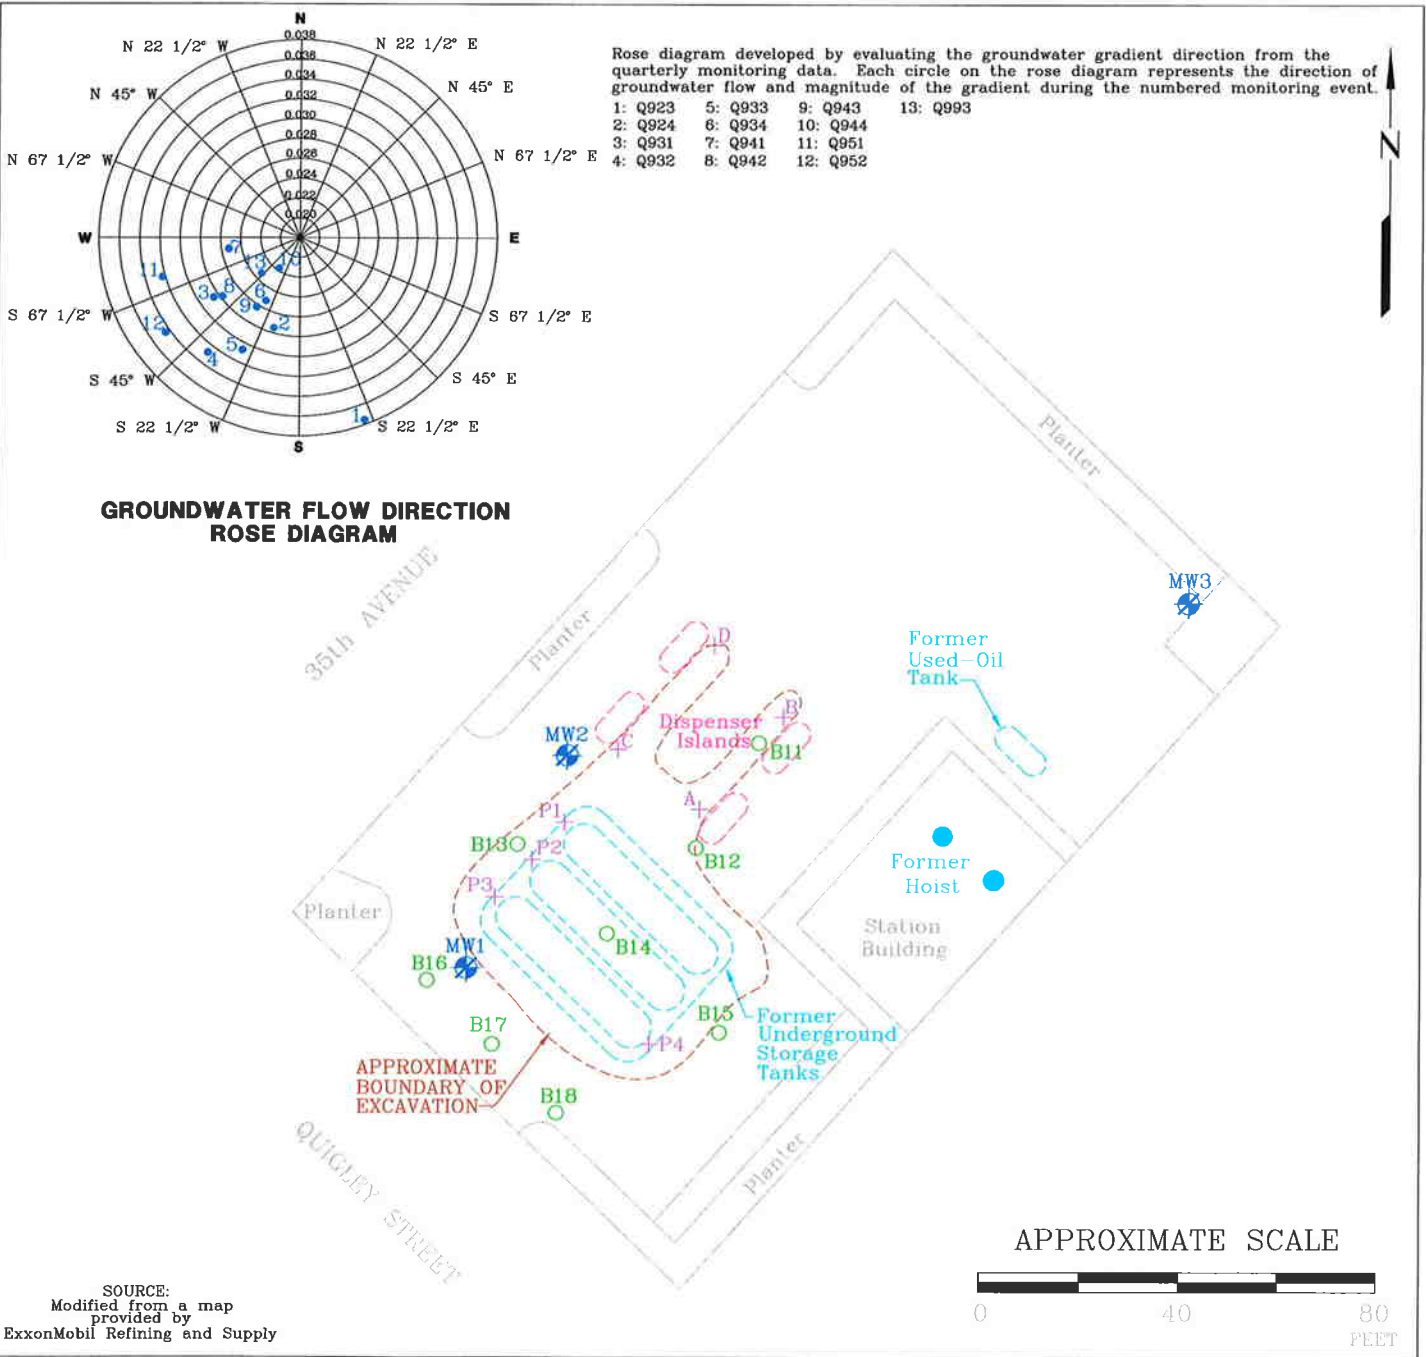 N
0.038
0.036
0.034
0.032
0.030
0.028
0.026
0.024
0.022
0.020
N 22 1/2° W
N 22 1/2° E
N 45° W
N 45° E
N 67 1/2° W
N 67 1/2° E
W
E
S 67 1/2° W
S 67 1/2° E
S 45° W
S 45° E
S 22 1/2° W
S 22 1/2° E
S
7
13
10
11
3
8
6
9
2
12
5
4
1
GROUNDWATER FLOW DIRECTION
ROSE DIAGRAM
Rose diagram developed by evaluating the groundwater gradient direction from the
quarterly monitoring data. Each circle on the rose diagram represents the direction of
groundwater flow and magnitude of the gradient during the numbered monitoring event.
1: Q923 5: Q933 9: Q943 13: Q993
2: Q924 6: Q934 10: Q944
3: Q931 7: Q941 11: Q951
4: Q932 8: Q942 12: Q952
N
Planter
35th AVENUE
Planter
MW3
Former
Used-Oil
Tank
D
B
C
Dispenser
Islands
B11
MW2
A
P1
B13
P2
B12
P3
Former
Hoist
Planter
Station
Building
B14
MW1
B16
B15
B17
P4
Former
Underground
Storage
Tanks
APPROXIMATE
BOUNDARY OF
EXCAVATION
B18
QUIGLEY STREET
Planter
APPROXIMATE SCALE
0 40 80
FEET
SOURCE:
Modified from a map
provided by
ExxonMobil Refining and Supply